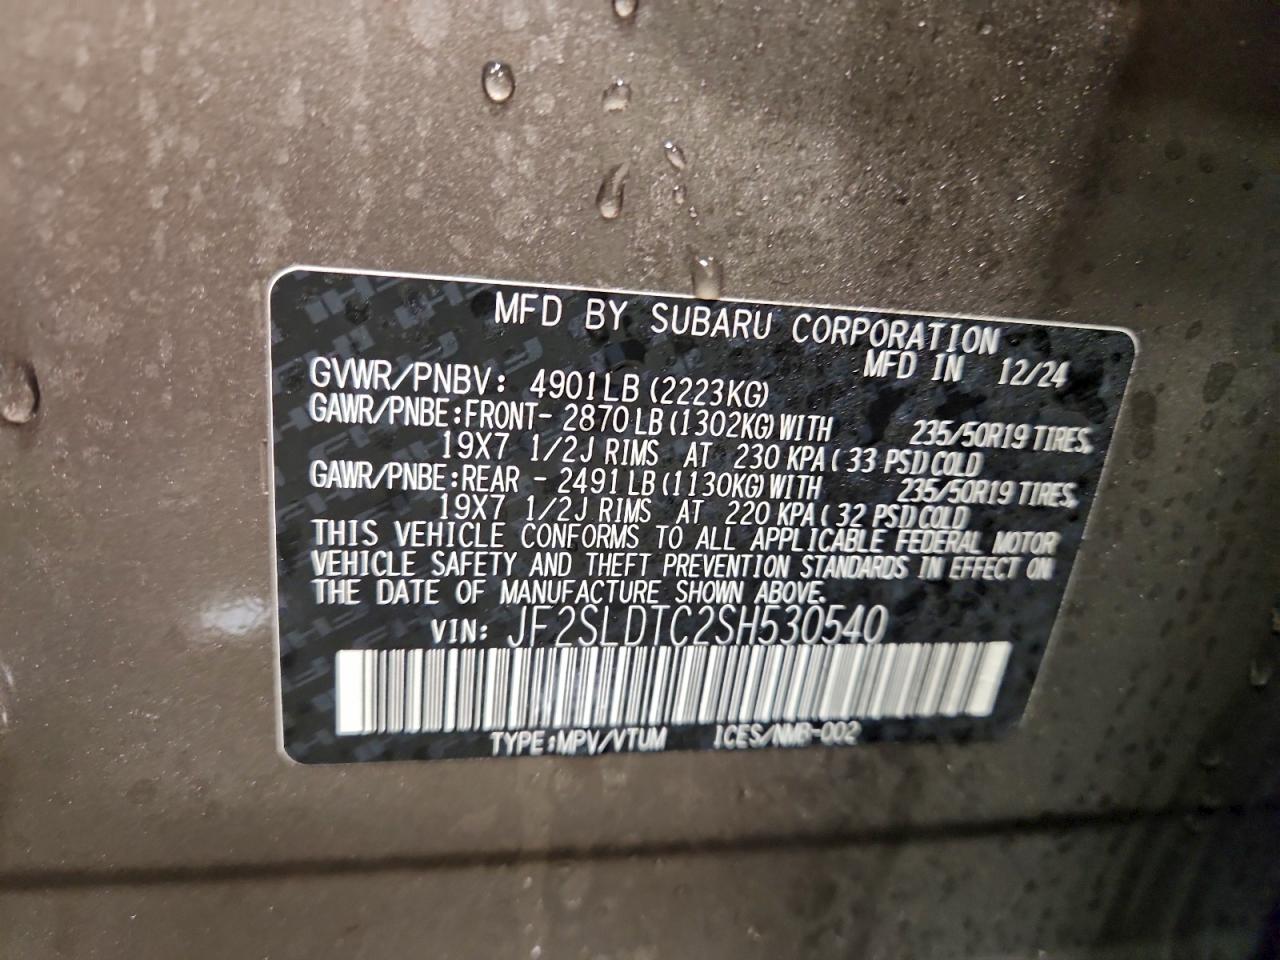 MFD BY SUBARU CORPORATION
MFD IN 12/24
GVWR/PNBV: 4901LB (2223KG)
GAWR/PNBE:FRONT- 2870LB(1302KG)WITH 235/50R19 TIRES,
19X7 1/2J RIMS AT 230 KPA(33 PSI)COLD
GAWR/PNBE:REAR - 2491LB(1130KG)WITH 235/50R19 TIRES,
19X7 1/2J RIMS AT 220 KPA(32 PSI)COLD
THIS VEHICLE CONFORMS TO ALL APPLICABLE FEDERAL MOTOR
VEHICLE SAFETY AND THEFT PREVENTION STANDARDS IN EFFECT ON
THE DATE OF MANUFACTURE SHOWN ABOVE.
VIN: JF2SLDTC2SH530540
TYPE:MPV/VTUM ICES/NMB-002